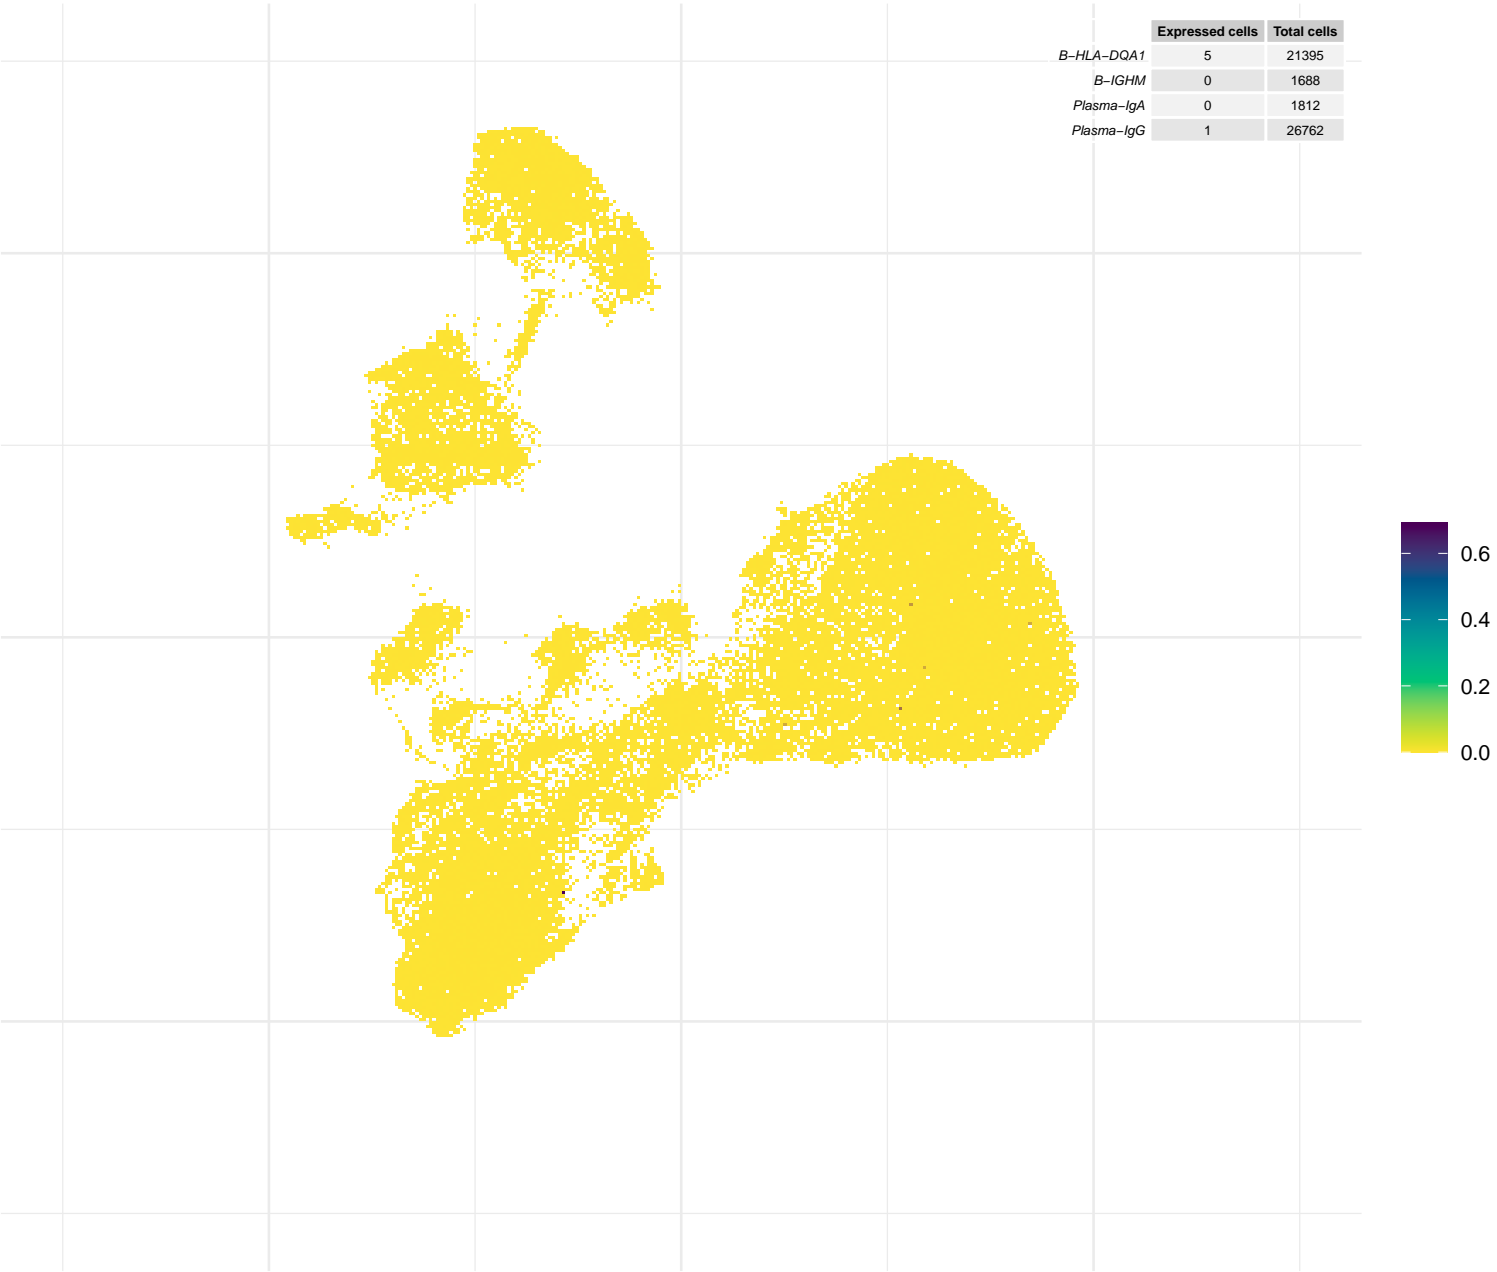 Expressed cells Total cells
B−HLA−DQA1 5 21395
B−IGHM 0 1688
Plasma−IgA 0 1812
Plasma−IgG 1 26762
0.6
0.4
0.2
0.0